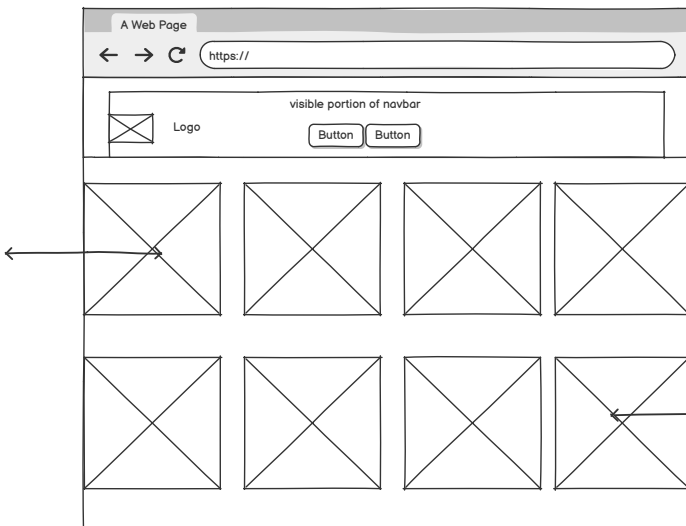 A Web Page
https://
visible portion of navbar
Logo
Button
Button